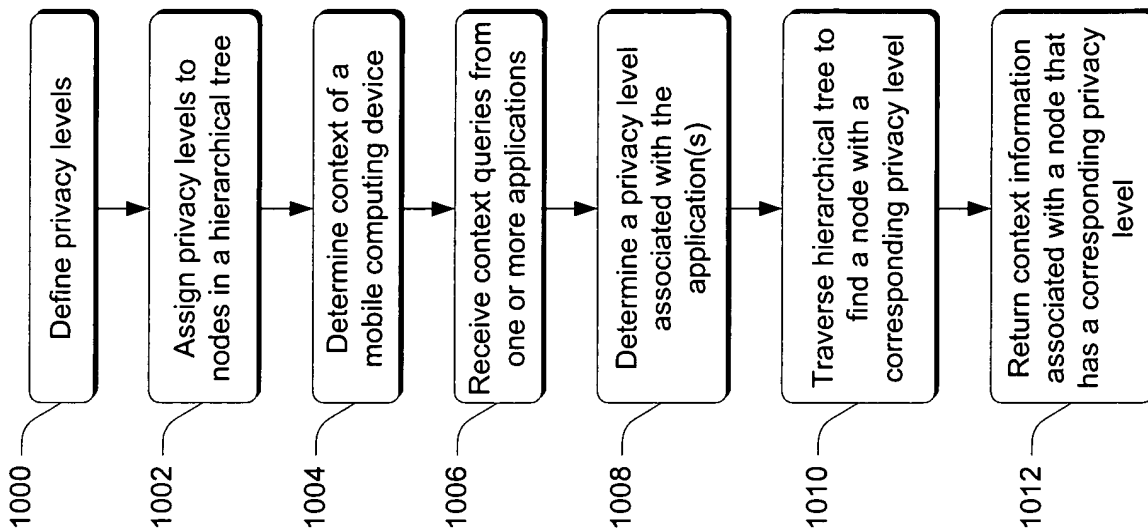 1000
Define privacy levels
1002
Assign privacy levels to
nodes in a hierarchical tree
1004
Determine context of a
mobile computing device
1006
Receive context queries from
one or more applications
1008
Determine a privacy level
associated with the
application(s)
1010
Traverse hierarchical tree to
find a node with a
corresponding privacy level
1012
Return context information
associated with a node that
has a corresponding privacy
level